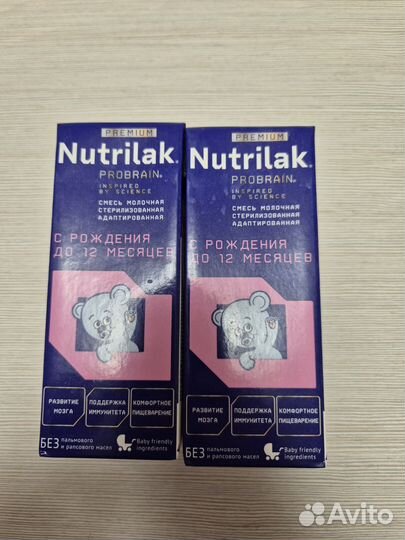 PREMIUM
Nutrilak®
PROBRAIN®
INSPIRED
BY SCIENCE
СМЕСЬ МОЛОЧНАЯ
СТЕРИЛИЗОВАННАЯ
АДАПТИРОВАННАЯ
С РОЖДЕНИЯ
ДО 12 МЕСЯЦЕВ
РАЗВИТИЕ
МОЗГА
ПОДДЕРЖКА
ИММУНИТЕТА
КОМФОРТНОЕ
ПИЩЕВАРЕНИЕ
БЕЗ пальмового
и рапсового масел
Baby friendly
ingredients
PREMIUM
Nutrilak®
PROBRAIN®
INSPIRED
BY SCIENCE
СМЕСЬ МОЛОЧНАЯ
СТЕРИЛИЗОВАННАЯ
АДАПТИРОВАННАЯ
С РОЖДЕНИЯ
ДО 12 МЕСЯЦЕВ
РАЗВИТИЕ
МОЗГА
ПОДДЕРЖКА
ИММУНИТЕТА
КОМФОРТНОЕ
ПИЩЕВАРЕНИЕ
БЕЗ пальмового
и рапсового масел
Baby friendly
ingredients
Avito